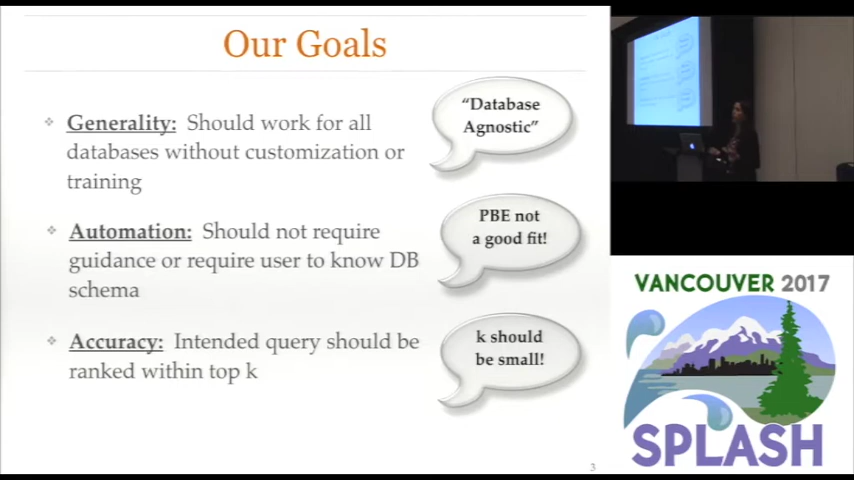 Our Goals
❖ Generality: Should work for all
databases without customization or
training
"Database
Agnostic"
❖ Automation: Should not require
guidance or require user to know DB
schema
PBE not
a good fit!
❖ Accuracy: Intended query should be
ranked within top k
k should
be small!
3
VANCOUVER 2017
SPLASH